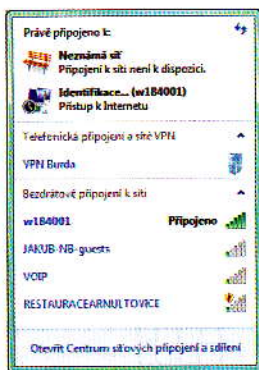 Právě připojeno k:
Neznámá síť
Připojení k síti není k dispozici.
Identifikace... (w184001)
Přístup k Internetu
Telefonická připojení a sítě VPN
VPN Burda
Bezdrátové připojení k síti
w184001 Připojeno
JAKUB-NB-guests
VOIP
RESTAURACEARNULTOVICE
Otevřít Centrum síťových připojení a sdílení